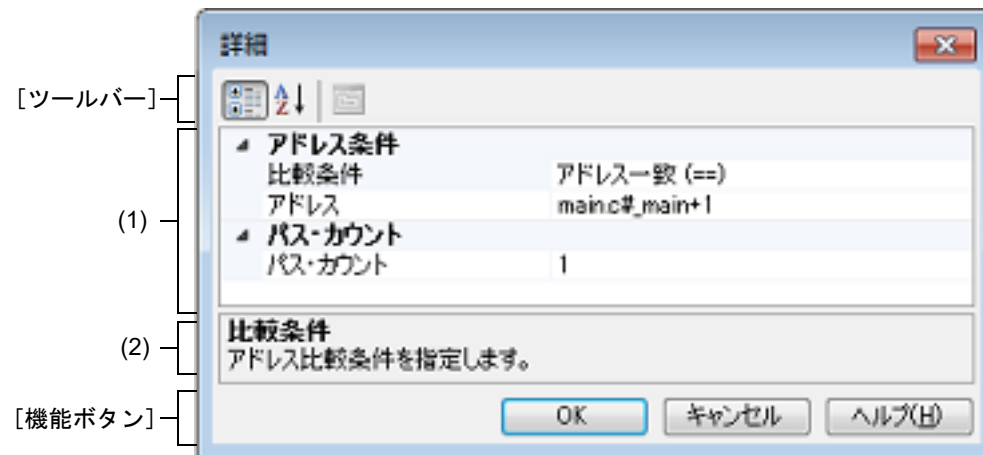 詳細
[ツールバー]
アドレス条件
比較条件 アドレス一致 (==)
アドレス main.c#_main+1
(1)
パス・カウント
パス・カウント 1
比較条件
(2)
アドレス比較条件を指定します。
[機能ボタン]
OK キャンセル ヘルプ(H)